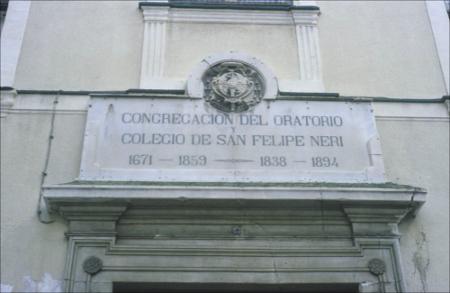 CONGREGACION DEL ORATORIO
Y
COLEGIO DE SAN FELIPE NERI
1671 — 1859 — 1838 — 1894